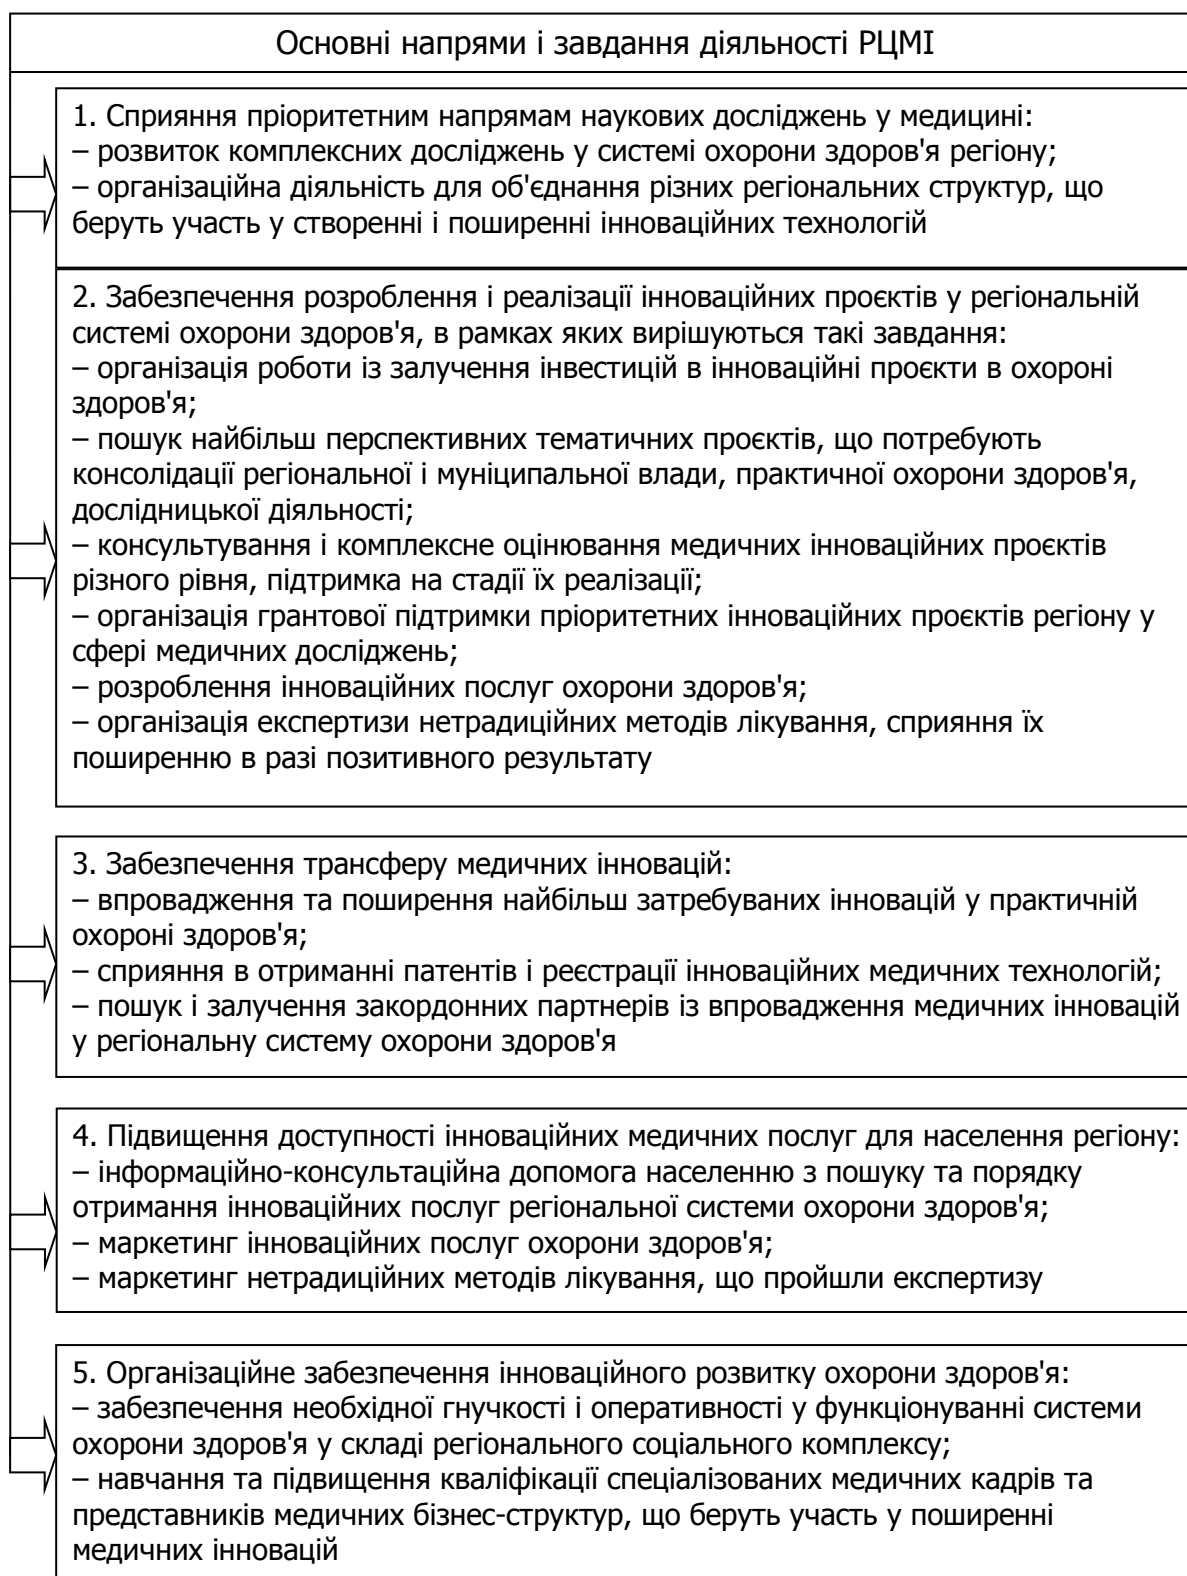 Основні напрями і завдання діяльності РЦМІ
1. Сприяння пріоритетним напрямам наукових досліджень у медицині:
– розвиток комплексних досліджень у системі охорони здоров'я регіону;
– організаційна діяльність для об'єднання різних регіональних структур, що
беруть участь у створенні і поширенні інноваційних технологій
2. Забезпечення розроблення і реалізації інноваційних проєктів у регіональній
системі охорони здоров'я, в рамках яких вирішуються такі завдання:
– організація роботи із залучення інвестицій в інноваційні проєкти в охороні
здоров'я;
– пошук найбільш перспективних тематичних проєктів, що потребують
консолідації регіональної і муніципальної влади, практичної охорони здоров'я,
дослідницької діяльності;
– консультування і комплексне оцінювання медичних інноваційних проєктів
різного рівня, підтримка на стадії їх реалізації;
– організація грантової підтримки пріоритетних інноваційних проєктів регіону у
сфері медичних досліджень;
– розроблення інноваційних послуг охорони здоров'я;
– організація експертизи нетрадиційних методів лікування, сприяння їх
поширенню в разі позитивного результату
3. Забезпечення трансферу медичних інновацій:
– впровадження та поширення найбільш затребуваних інновацій у практичній
охороні здоров'я;
– сприяння в отриманні патентів і реєстрації інноваційних медичних технологій;
– пошук і залучення закордонних партнерів із впровадження медичних інновацій
у регіональну систему охорони здоров'я
4. Підвищення доступності інноваційних медичних послуг для населення регіону:
– інформаційно-консультаційна допомога населенню з пошуку та порядку
отримання інноваційних послуг регіональної системи охорони здоров'я;
– маркетинг інноваційних послуг охорони здоров'я;
– маркетинг нетрадиційних методів лікування, що пройшли експертизу
5. Організаційне забезпечення інноваційного розвитку охорони здоров'я:
– забезпечення необхідної гнучкості і оперативності у функціонуванні системи
охорони здоров'я у складі регіонального соціального комплексу;
– навчання та підвищення кваліфікації спеціалізованих медичних кадрів та
представників медичних бізнес-структур, що беруть участь у поширенні
медичних інновацій